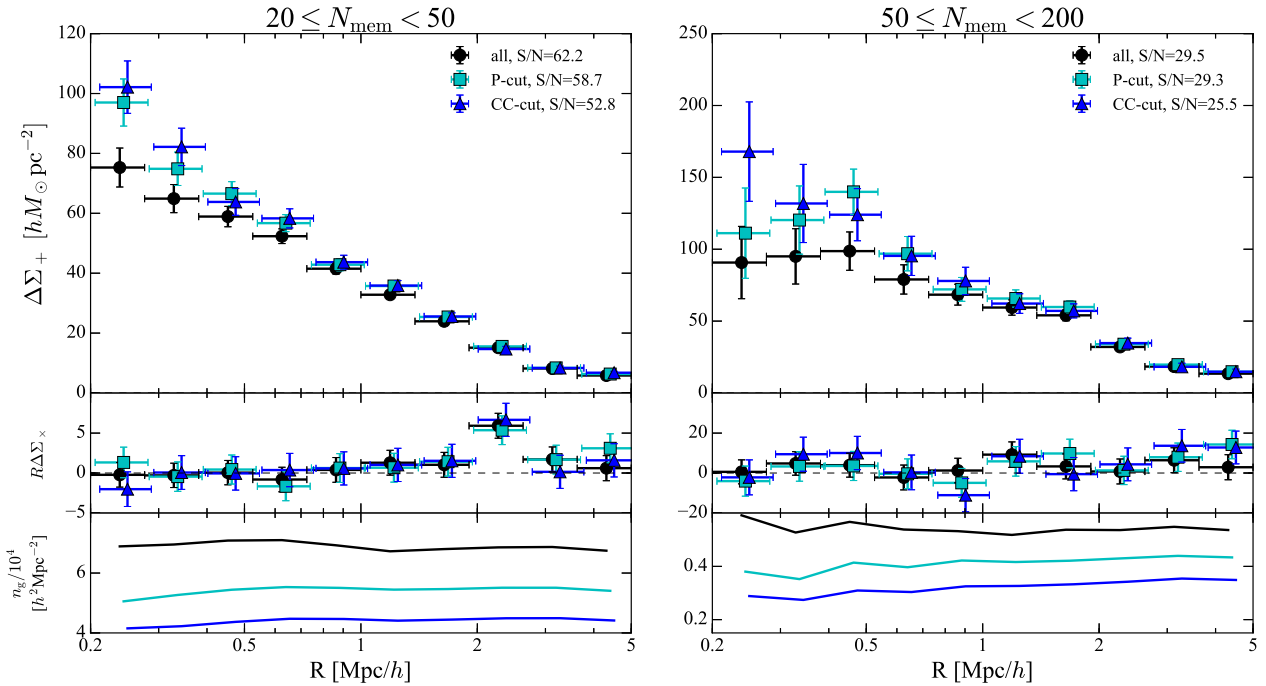 20 ≤ N_mem < 50
120
100
80
60
40
20
0
ΔΣ_+ [hM_⊙pc^−2]
all, S/N=62.2
P-cut, S/N=58.7
CC-cut, S/N=52.8
5
0
−5
RΔΣ_×
6
4
n_g/10^4
[h^2Mpc^−2]
0.2
0.5
1
2
5
R [Mpc/h]
50 ≤ N_mem < 200
250
200
150
100
50
0
all, S/N=29.5
P-cut, S/N=29.3
CC-cut, S/N=25.5
20
0
−20
0.4
0.2
0.2
0.5
1
2
5
R [Mpc/h]